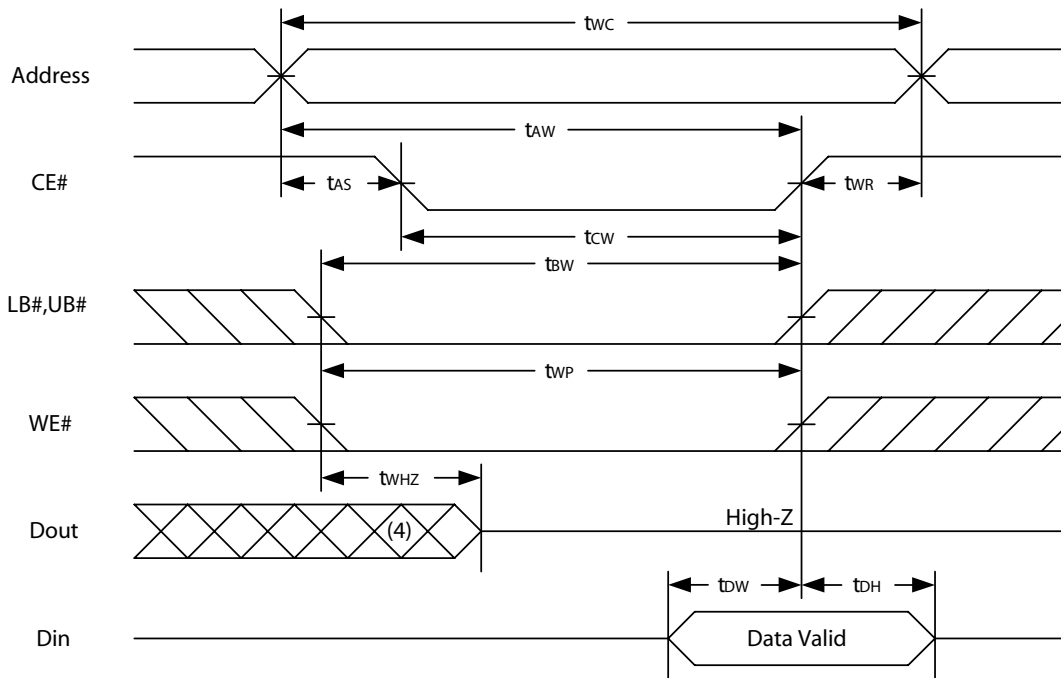 tWC
Address
tAW
CE#
tAS
tWR
tCW
tBW
LB#,UB#
tWP
WE#
tWHZ
Dout
(4)
High-Z
tDW
tDH
Din
Data Valid